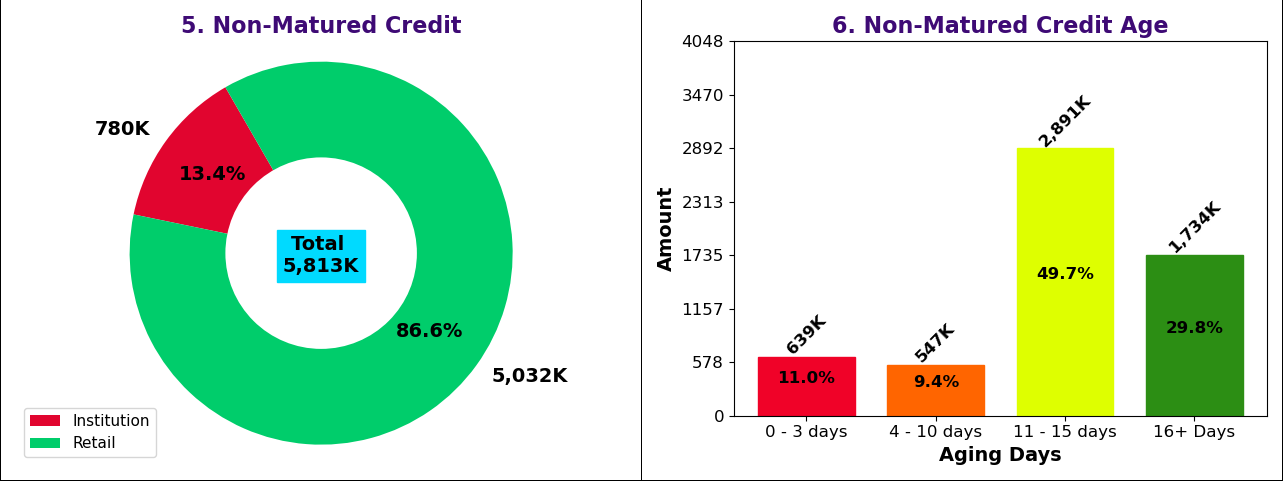 5. Non-Matured Credit
780K
13.4%
Total
5,813K
86.6%
5,032K
Institution
Retail
6. Non-Matured Credit Age
Amount
4048
3470
2892
2313
1735
1157
578
0
639K
11.0%
547K
9.4%
2,891K
49.7%
1,734K
29.8%
0 - 3 days
4 - 10 days
11 - 15 days
16+ Days
Aging Days